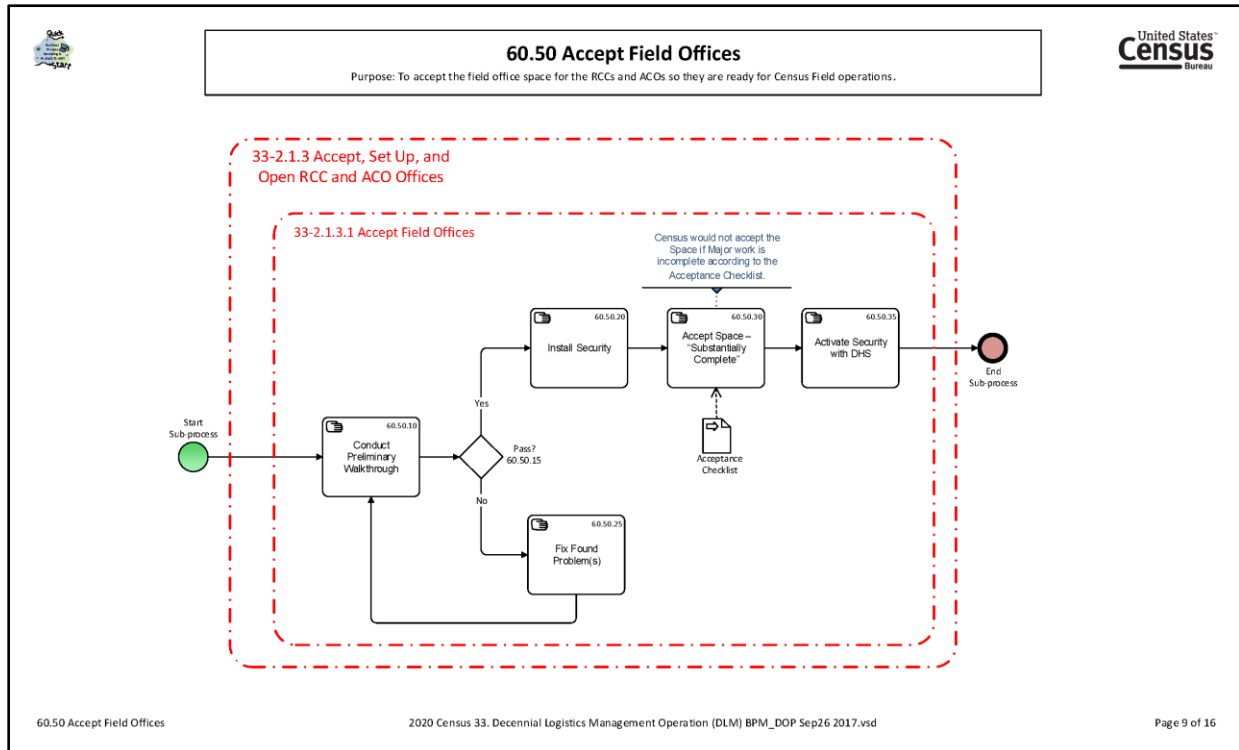 Quick
Start
60.50 Accept Field Offices
Purpose: To accept the field office space for the RCCs and ACOs so they are ready for Census Field operations.
United States™
Census
Bureau
33-2.1.3 Accept, Set Up, and
Open RCC and ACO Offices
33-2.1.3.1 Accept Field Offices
Census would not accept the
Space if Major work is
incomplete according to the
Acceptance Checklist.
60.50.20
Install Security
60.50.30
Accept Space –
“Substantially
Complete”
60.50.35
Activate Security
with DHS
End
Sub-process
Yes
Start
Sub-process
60.50.10
Conduct
Preliminary
Walkthrough
Pass?
60.50.15
Acceptance
Checklist
No
60.50.25
Fix Found
Problem(s)
60.50 Accept Field Offices
2020 Census 33. Decennial Logistics Management Operation (DLM) BPM_DOP Sep26 2017.vsd
Page 9 of 16